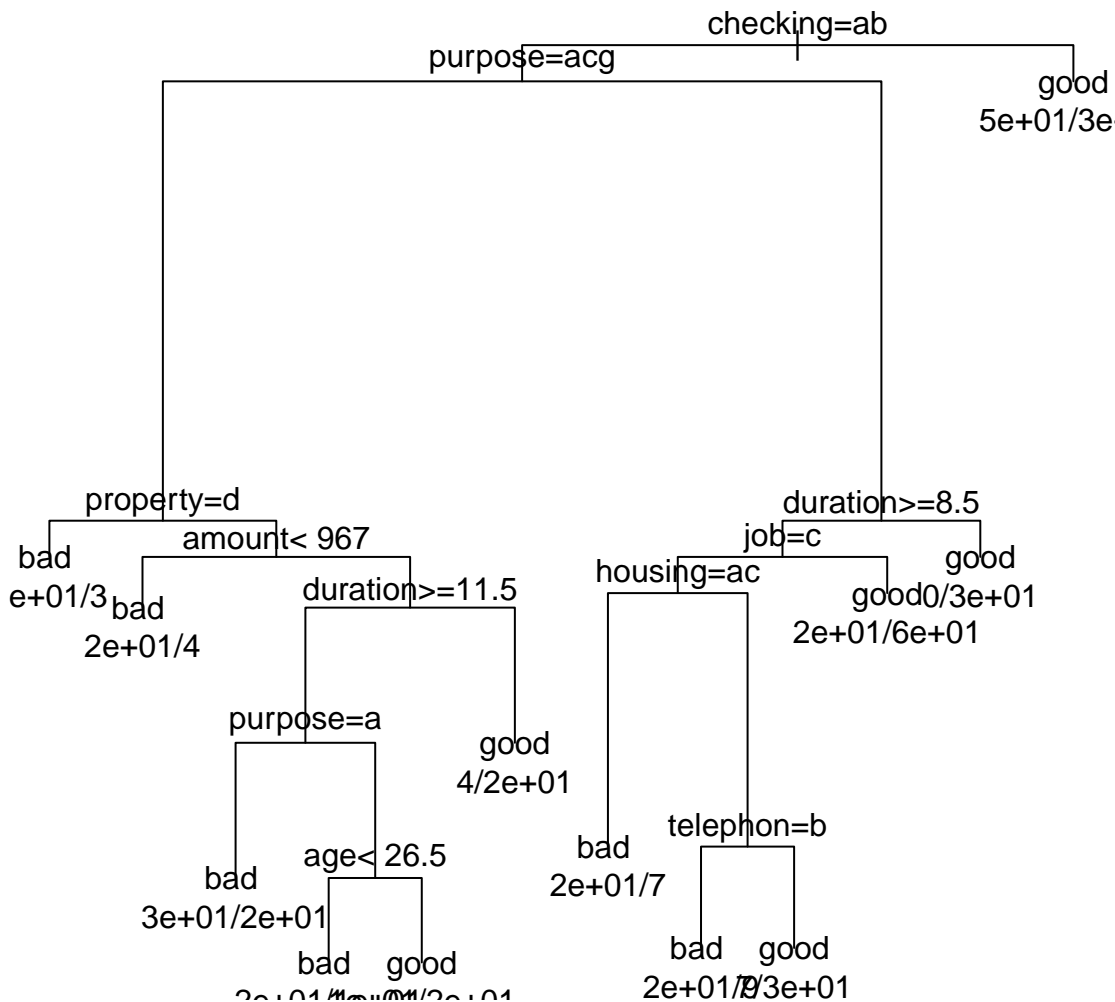 checking=ab
purpose=acg
good
5e+01/3e
property=d
duration>=8.5
amount< 967
job=c
bad
good
housing=ac
duration>=11.5
e+01/3
bad
good
0/3e+01
2e+01/4
2e+01/6e+01
purpose=a
good
4/2e+01
telephon=b
bad
age< 26.5
2e+01/7
bad
3e+01/2e+01
bad
good
bad
good
2e+01/
/3e+01